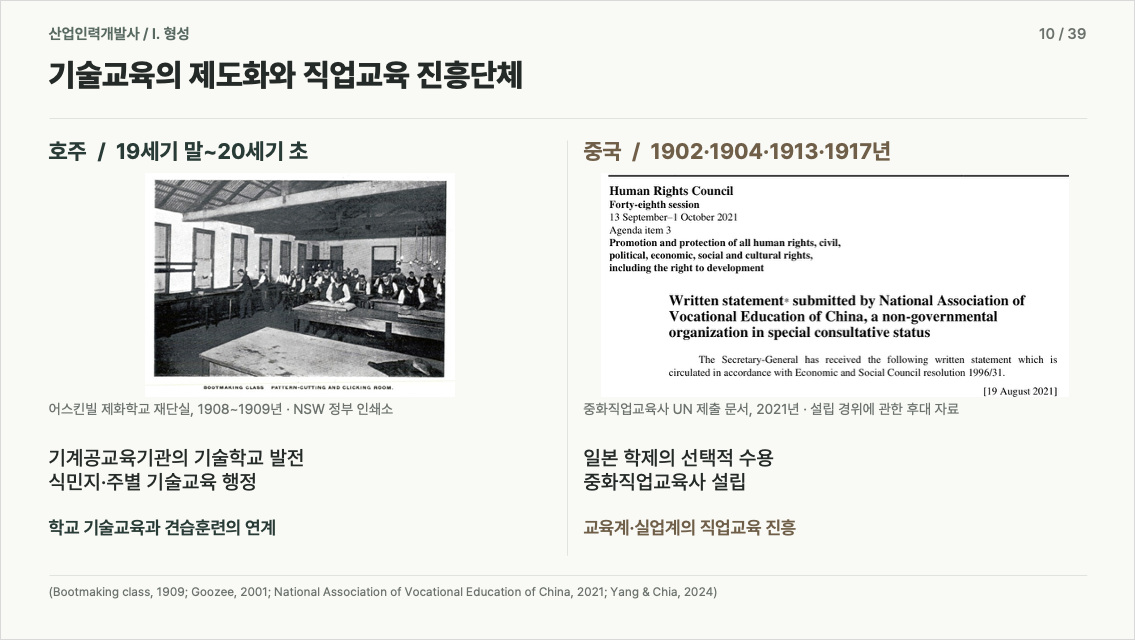 산업인력개발사 / I. 형성
10 / 39
기술교육의 제도화와 직업교육 진흥단체
호주 / 19세기 말~20세기 초
BOOTMAKING CLASS PATTERN-CUTTING AND CLICKING ROOM.
어스킨빌 제화학교 재단실, 1908~1909년 · NSW 정부 인쇄소
기계공교육기관의 기술학교 발전
식민지·주별 기술교육 행정
학교 기술교육과 견습훈련의 연계
중국 / 1902·1904·1913·1917년
Human Rights Council
Forty-eighth session
13 September–1 October 2021
Agenda item 3
Promotion and protection of all human rights, civil,
political, economic, social and cultural rights,
including the right to development
Written statement* submitted by National Association of
Vocational Education of China, a non-governmental
organization in special consultative status
The Secretary-General has received the following written statement which is
circulated in accordance with Economic and Social Council resolution 1996/31.
[19 August 2021]
중화직업교육사 UN 제출 문서, 2021년 · 설립 경위에 관한 후대 자료
일본 학제의 선택적 수용
중화직업교육사 설립
교육계·실업계의 직업교육 진흥
(Bootmaking class, 1909; Goozee, 2001; National Association of Vocational Education of China, 2021; Yang & Chia, 2024)